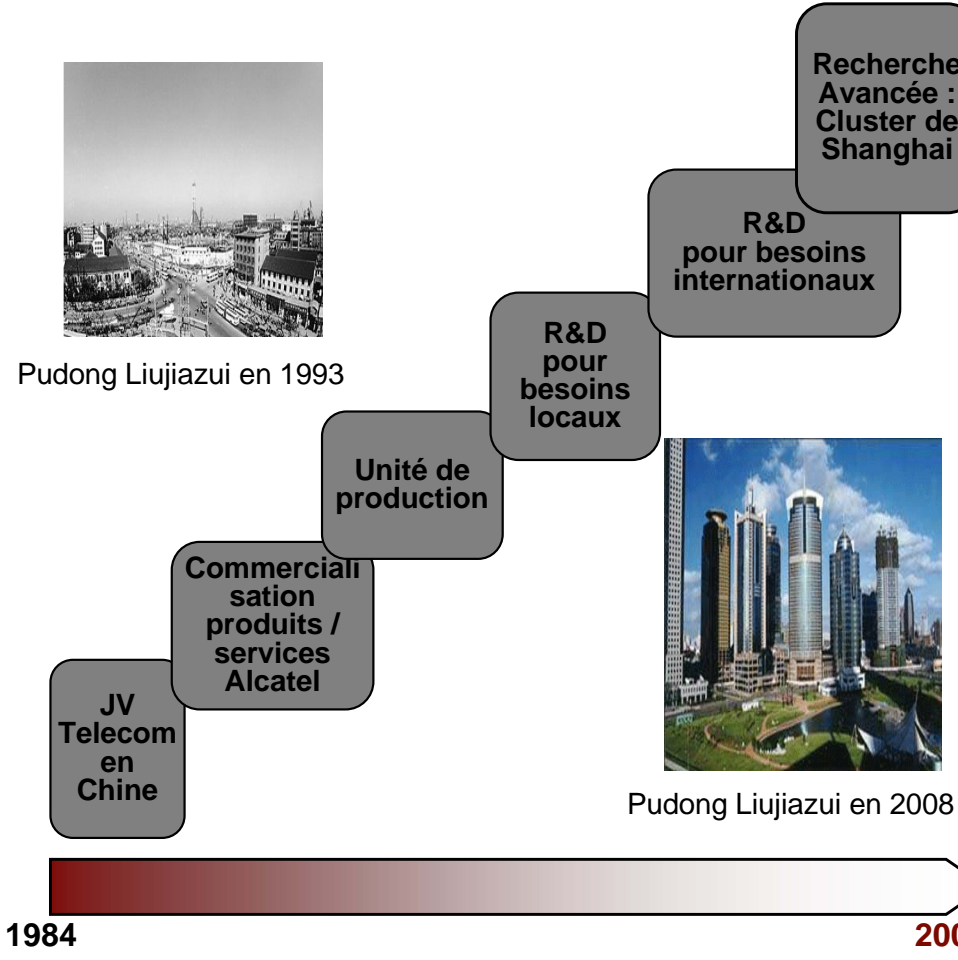 Recherche
Avancée :
Cluster de
Shanghai
R&D
pour besoins
internationaux
R&D
pour
besoins
locaux
Pudong Liujiazui en 1993
Unité de
production
Commerciali
sation
produits /
services
Alcatel
JV
Telecom
en
Chine
Pudong Liujiazui en 2008
1984